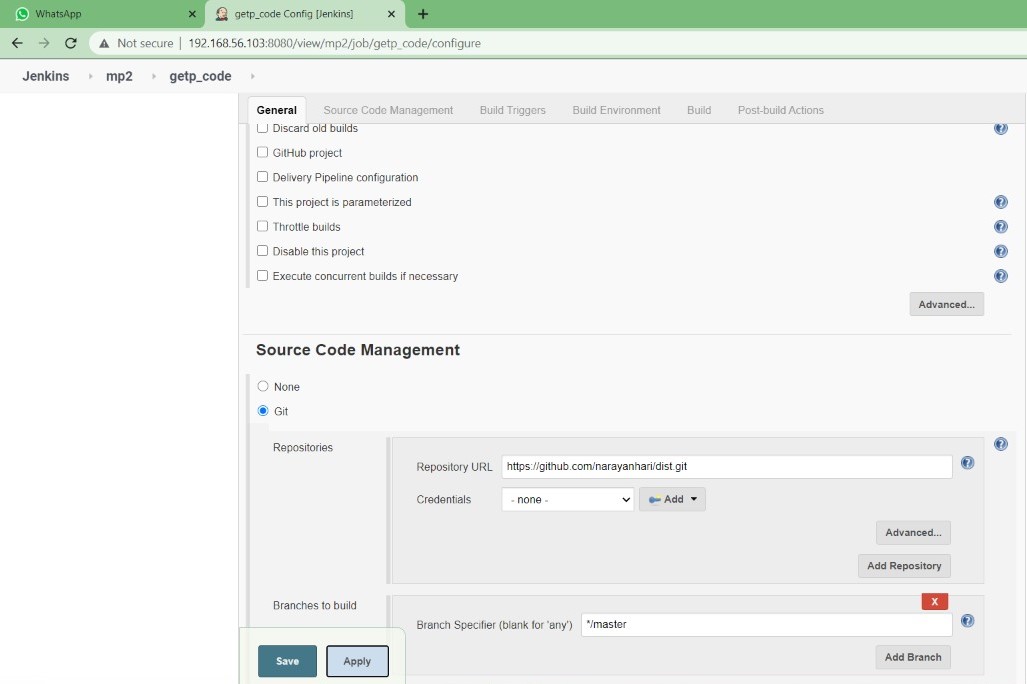 WhatsApp
getp_code Config [Jenkins]
Not secure | 192.168.56.103:8080/view/mp2/job/getp_code/configure
Jenkins mp2 getp_code
General Source Code Management Build Triggers Build Environment Build Post-build Actions
Discard old builds
GitHub project
Delivery Pipeline configuration
This project is parameterized
Throttle builds
Disable this project
Execute concurrent builds if necessary
Advanced...
Source Code Management
None
Git
Repositories
Repository URL https://github.com/narayanhari/dist.git
Credentials - none - Add
Advanced...
Add Repository
Branches to build
X
Branch Specifier (blank for 'any') */master
Add Branch
Save Apply